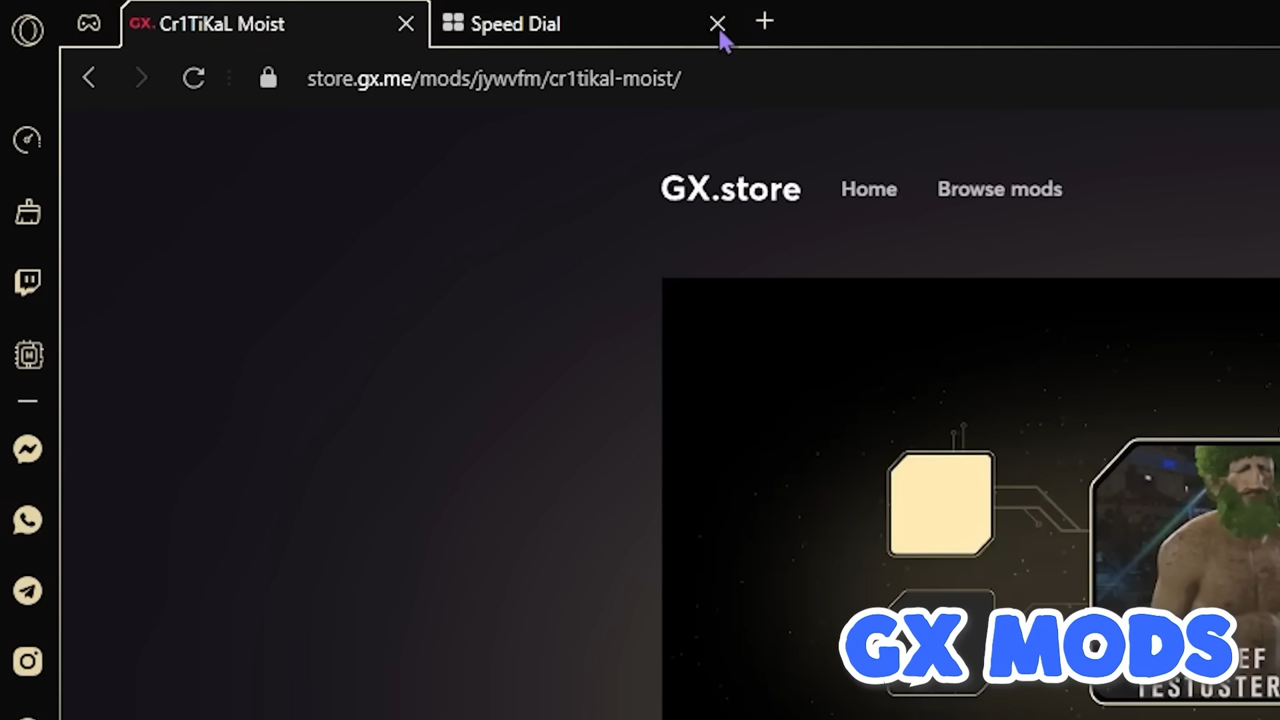 GX. Cr1TiKaL Moist
Speed Dial
store.gx.me/mods/jywvfm/cr1tikal-moist/
GX.store
Home
Browse mods
GX MODS